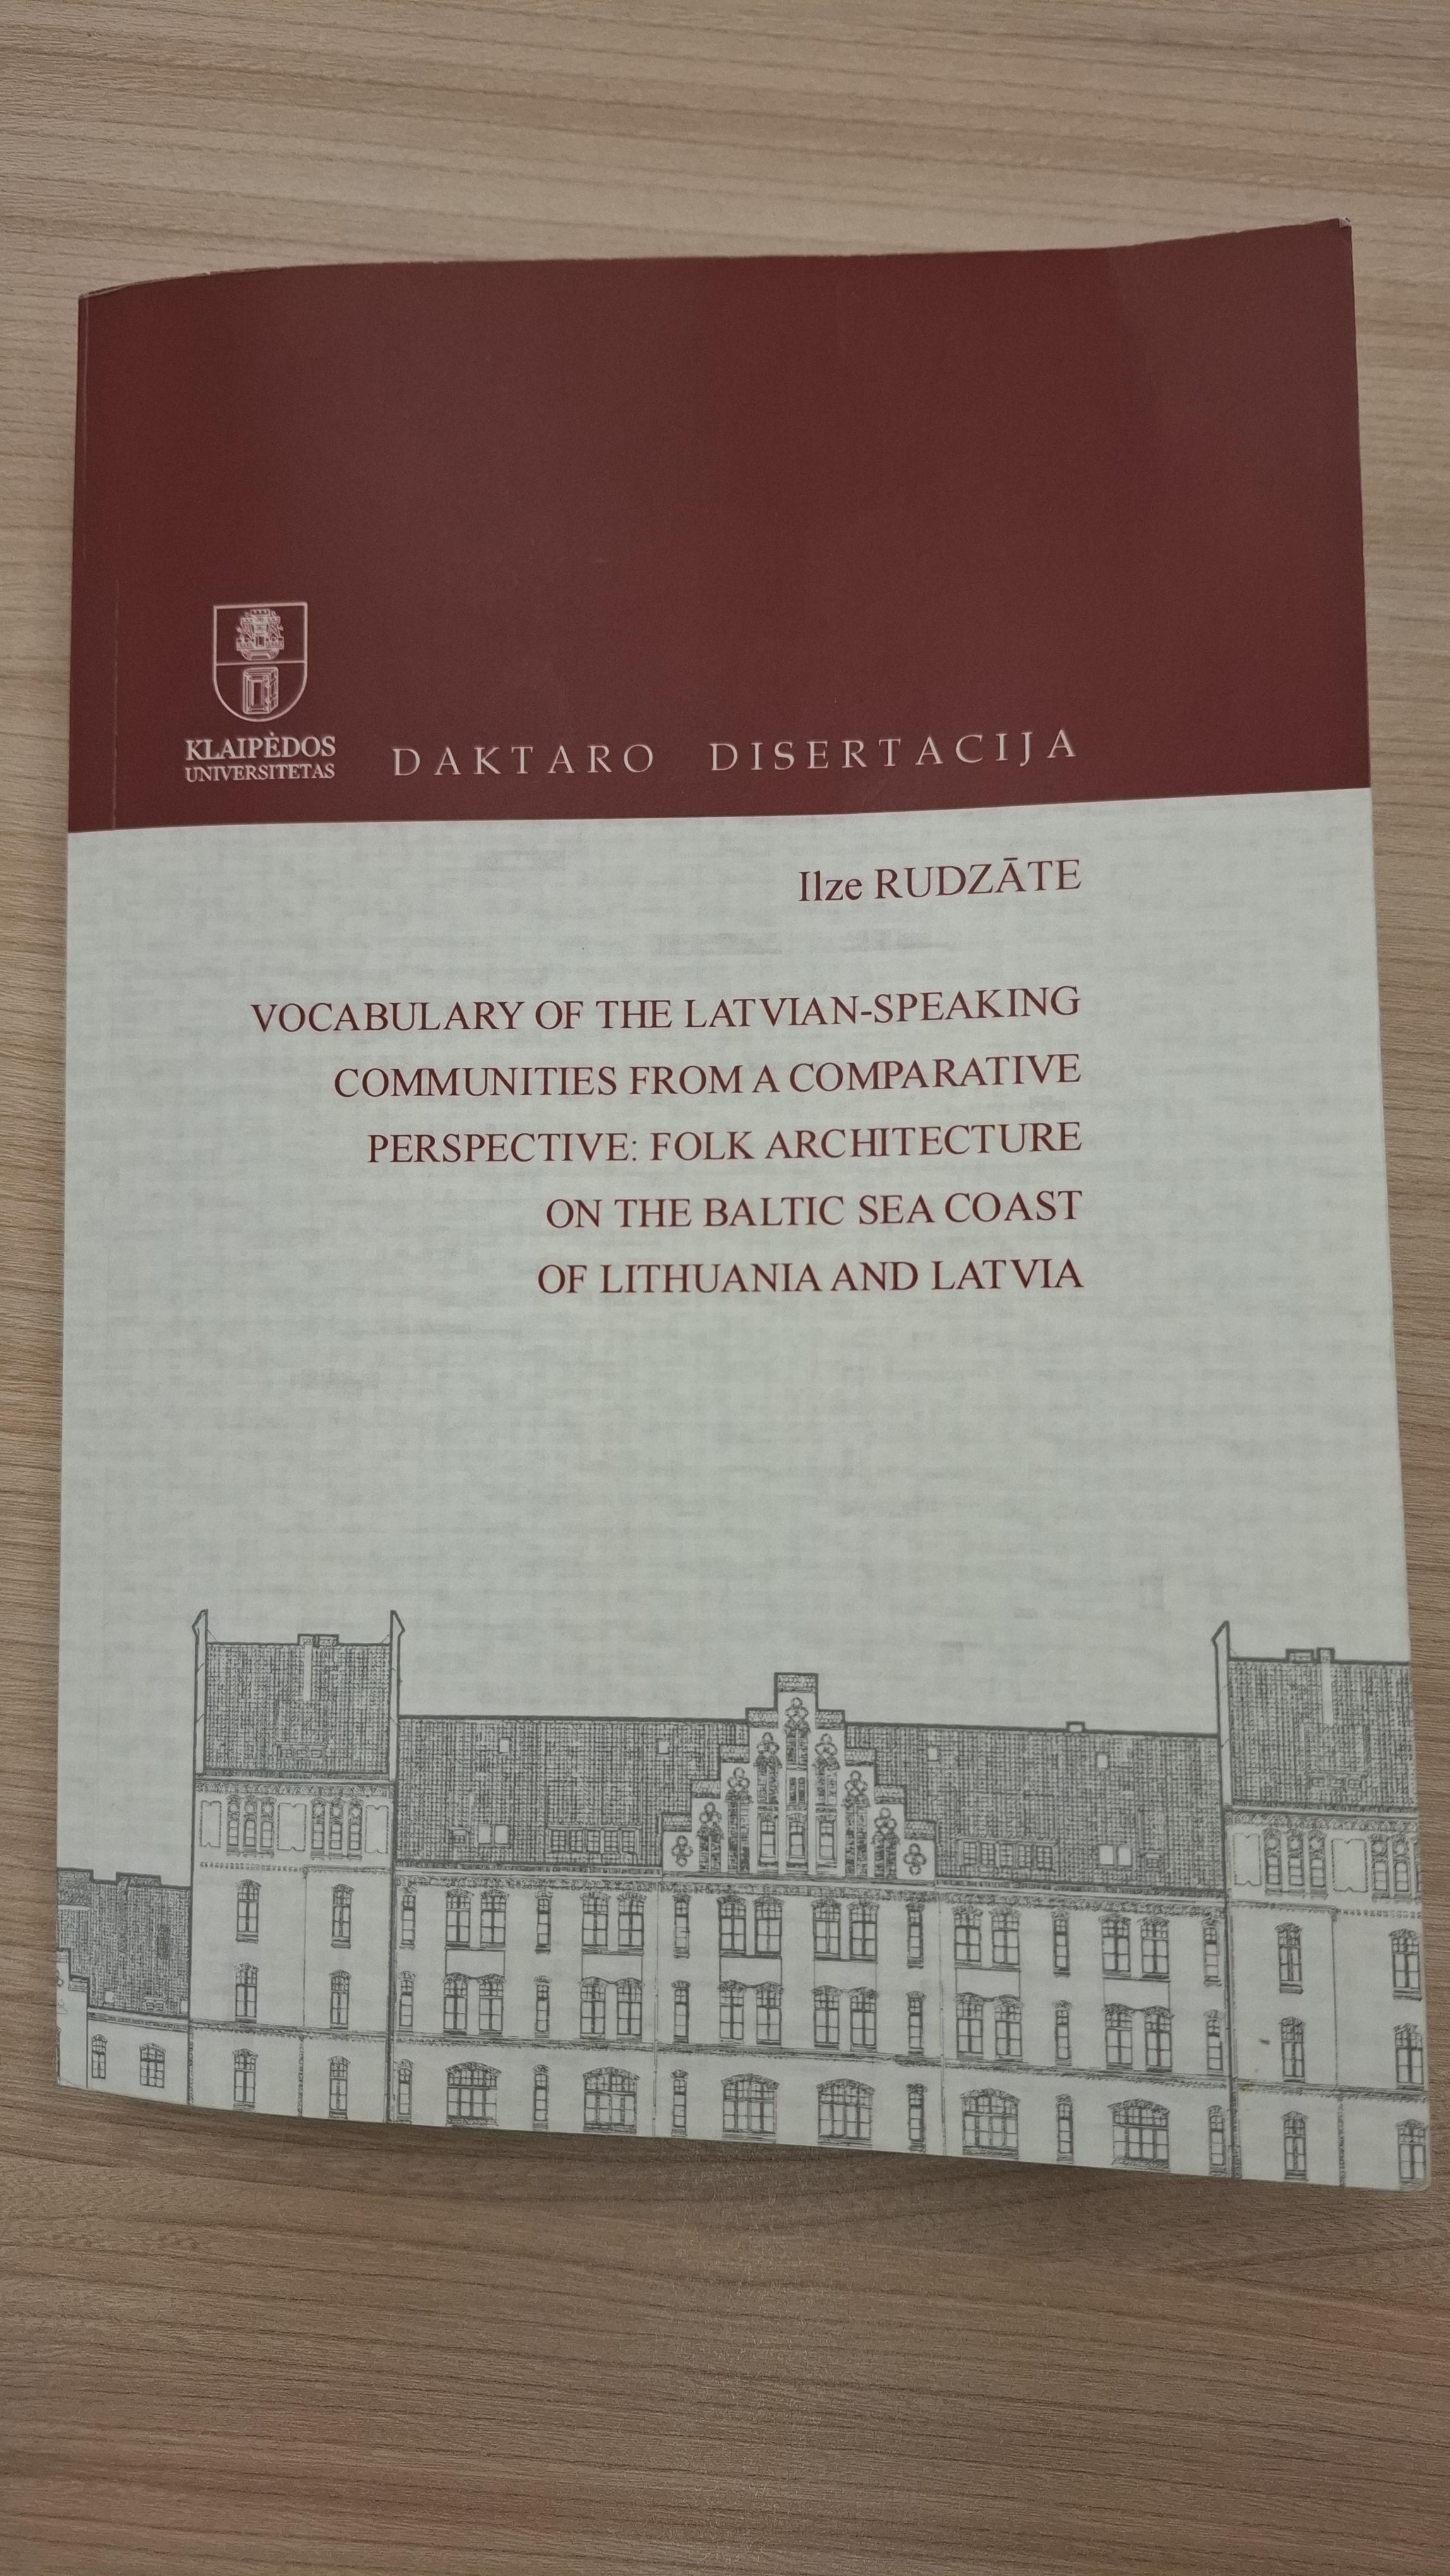 KLAIPĖDOS
UNIVERSITETAS
DAKTARO DISERTACIJA
Ilze RUDZĀTE
VOCABULARY OF THE LATVIAN-SPEAKING
COMMUNITIES FROM A COMPARATIVE
PERSPECTIVE: FOLK ARCHITECTURE
ON THE BALTIC SEA COAST
OF LITHUANIA AND LATVIA